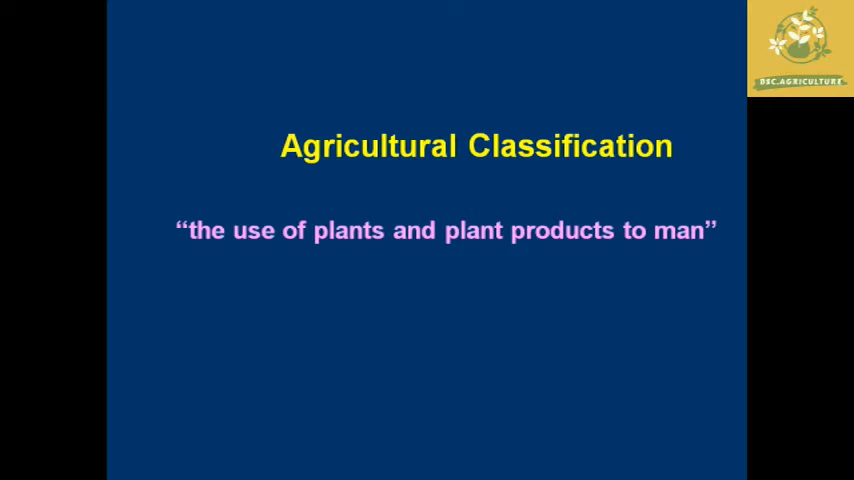 BSC.AGRICULTURE
Agricultural Classification
“the use of plants and plant products to man”